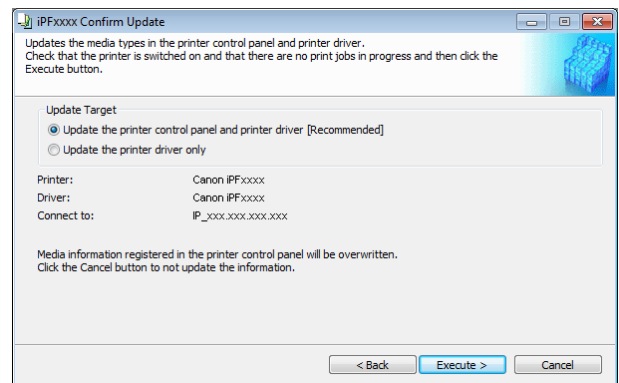 iPFxxxx Confirm Update
Updates the media types in the printer control panel and printer driver.
Check that the printer is switched on and that there are no print jobs in progress and then click the
Execute button.
Update Target
Update the printer control panel and printer driver [Recommended]
Update the printer driver only
Printer: Canon iPFxxxx
Driver: Canon iPFxxxx
Connect to: IP_xxx.xxx.xxx.xxx
Media information registered in the printer control panel will be overwritten.
Click the Cancel button to not update the information.
< Back Execute > Cancel